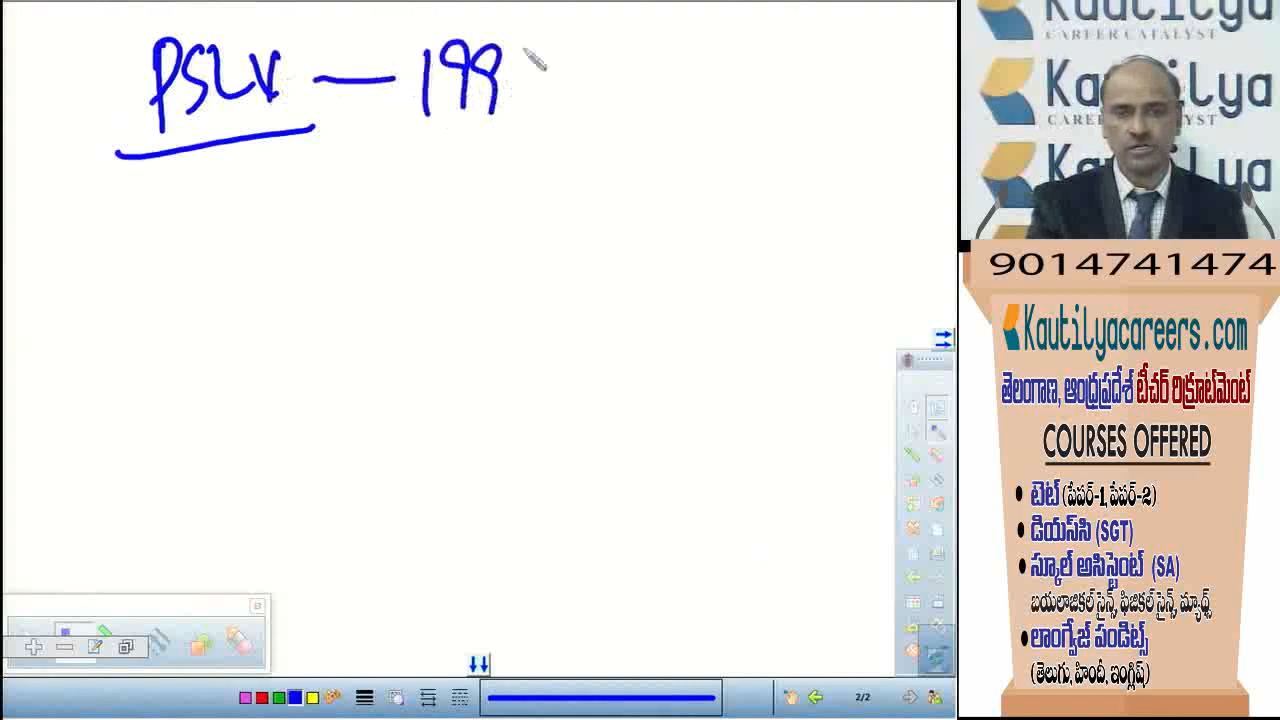 PSLV — 199
Kautilya
CAREER CATALYST
Kautilya
CAREER CATALYST
Kautilya
9014741474
Kautilyacareers.com
తెలంగాణ, ఆంధ్రప్రదేశ్ టీచర్ రిక్రూట్‌మెంట్
COURSES OFFERED
• టెట్ (పేపర్-1, పేపర్-2)
• డియస్‌సి (SGT)
• స్కూల్ అసిస్టెంట్ (SA)
బయలాజికల్ సైన్స్, ఫిజికల్ సైన్స్, మ్యాథ్స్
• లాంగ్వేజ్ పండిట్స్
(తెలుగు, హిందీ, ఇంగ్లిష్)
2/2